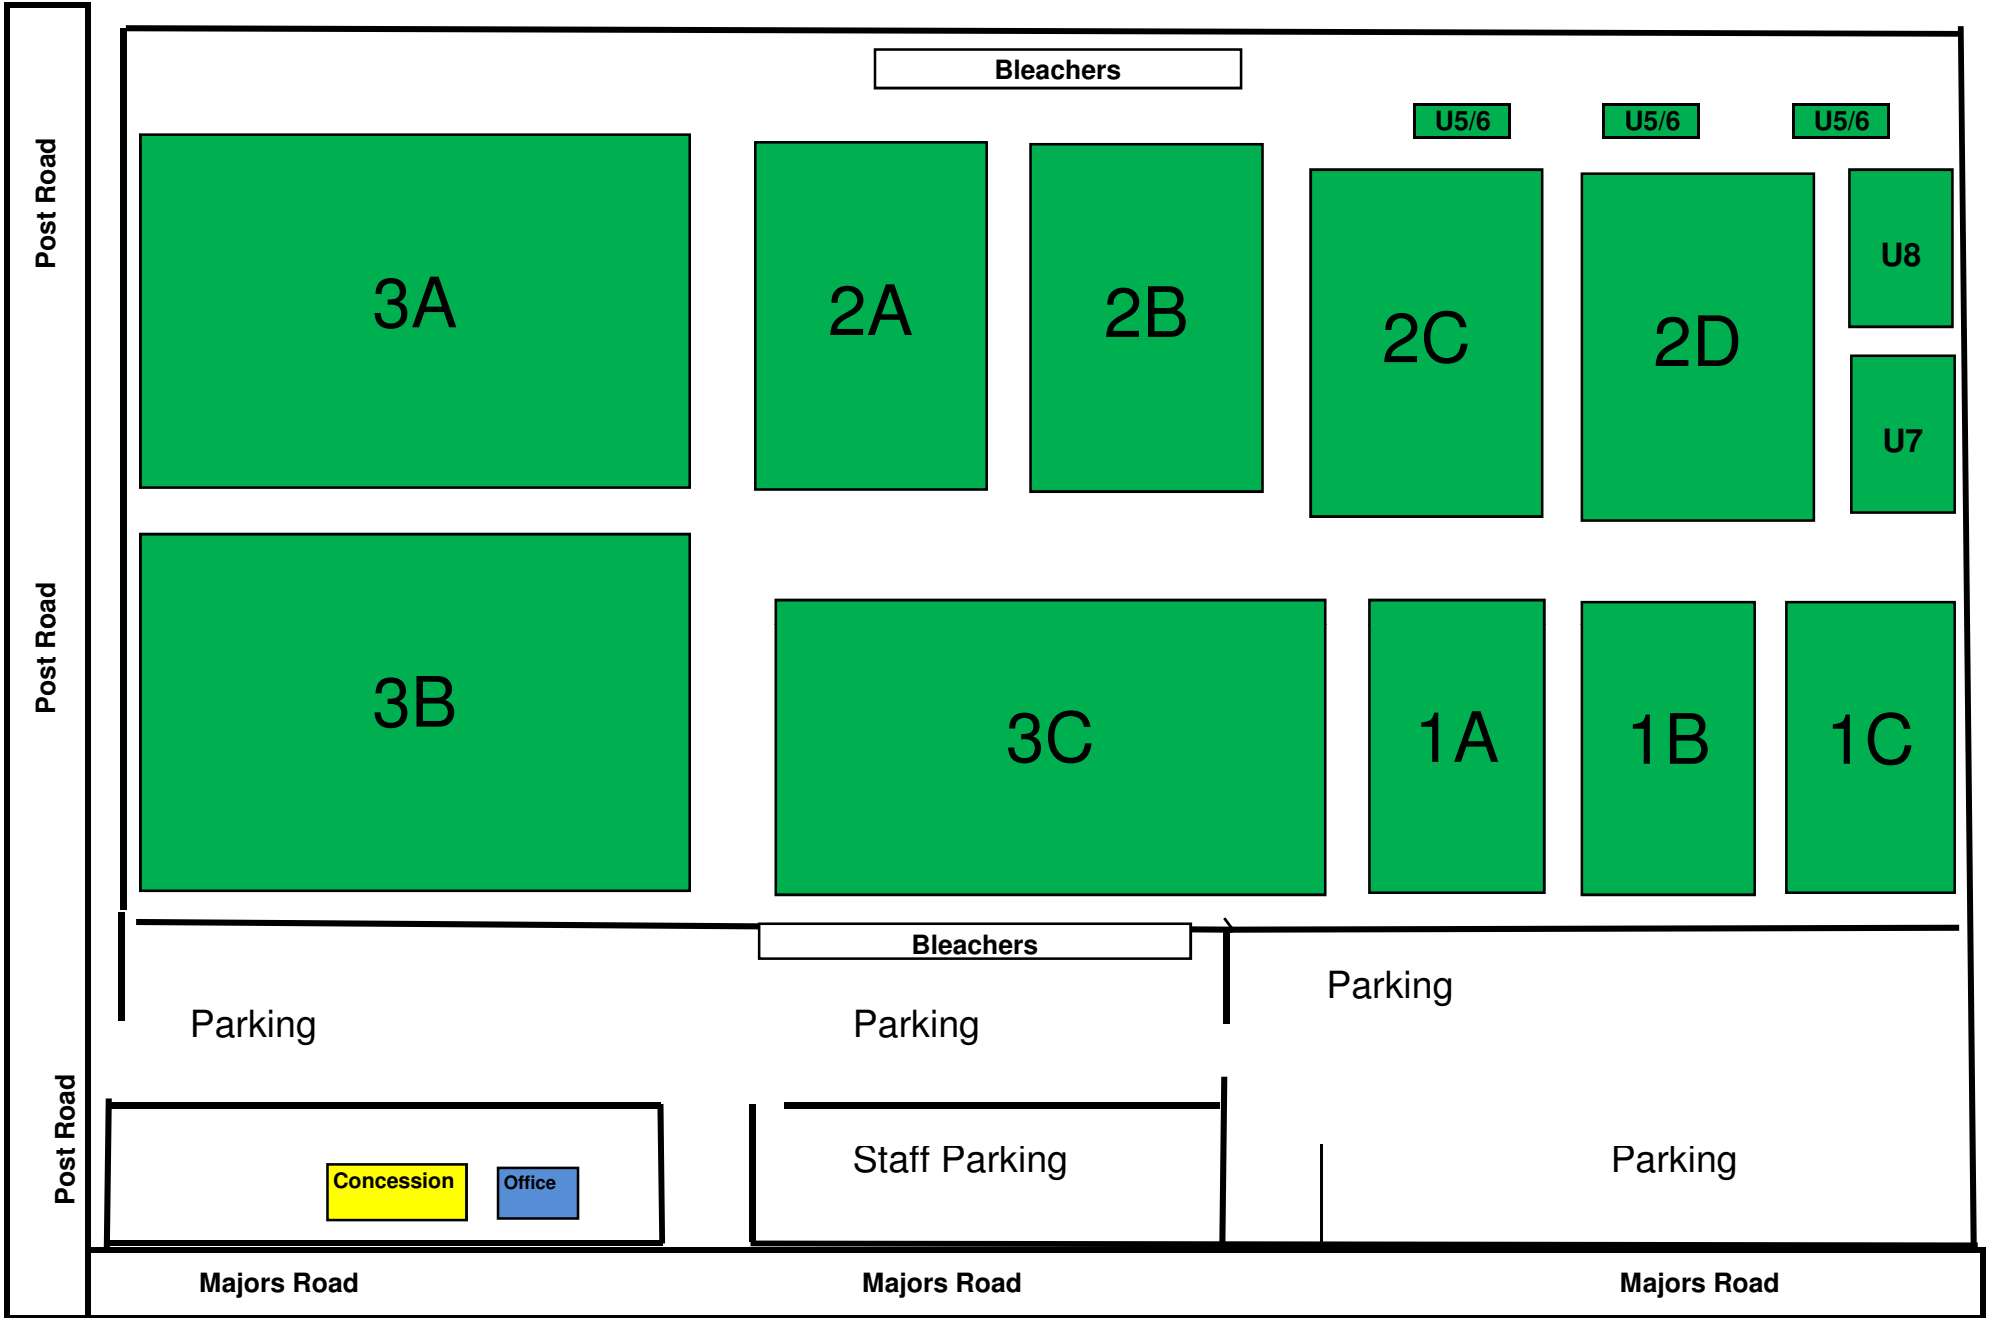 Bleachers
U5/6
U5/6
U5/6
Post Road
3A
2A
2B
2C
2D
U8
U7
Post Road
3B
3C
1A
1B
1C
Bleachers
Parking
Parking
Parking
Post Road
Concession
Office
Staff Parking
Parking
Majors Road
Majors Road
Majors Road